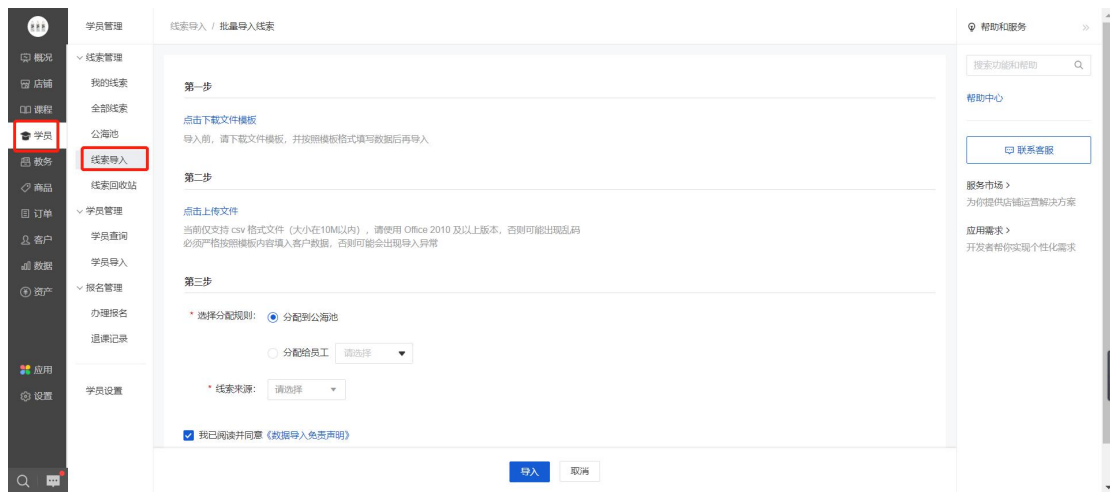 概况
店铺
课程
学员
教务
商品
订单
客户
数据
资产
应用
设置
学员管理
线索管理
我的线索
全部线索
公海池
线索导入
线索回收站
学员管理
学员查询
学员导入
报名管理
办理报名
退课记录
学员设置
线索导入 / 批量导入线索
第一步
点击下载文件模板
导入前，请下载文件模板，并按照模板格式填写数据后再导入
第二步
点击上传文件
当前仅支持 csv 格式文件（大小在10M以内），请使用 Office 2010 及以上版本，否则可能出现乱码
必须严格按照模板内容填入客户数据，否则可能会出现导入异常
第三步
* 选择分配规则： 分配到公海池
分配给员工 请选择
* 线索来源： 请选择
我已阅读并同意《数据导入免责声明》
导入 取消
帮助和服务 »
搜索功能和帮助
帮助中心
联系客服
服务市场 >
为你提供店铺运营解决方案
应用需求 >
开发者帮你实现个性化需求